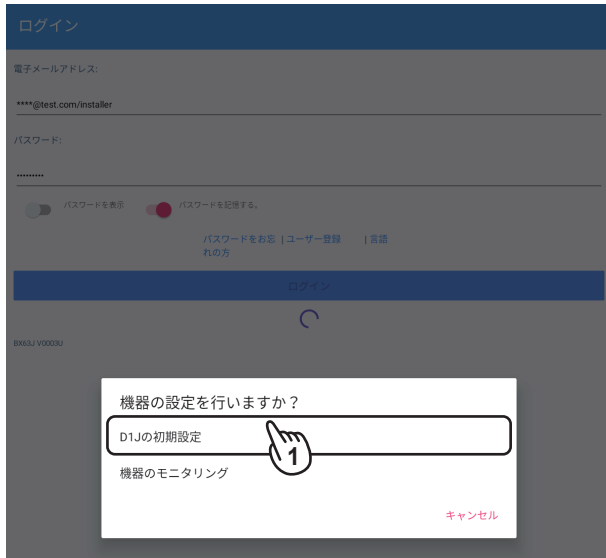 ログイン
電子メールアドレス:
****@test.com/installer
パスワード:
•••••••••
パスワードを表示 パスワードを記憶する。
パスワードをお忘 | ユーザー登録 | 言語
れの方
ログイン
BX63J V0003U
機器の設定を行いますか？
D1Jの初期設定
1
機器のモニタリング
キャンセル